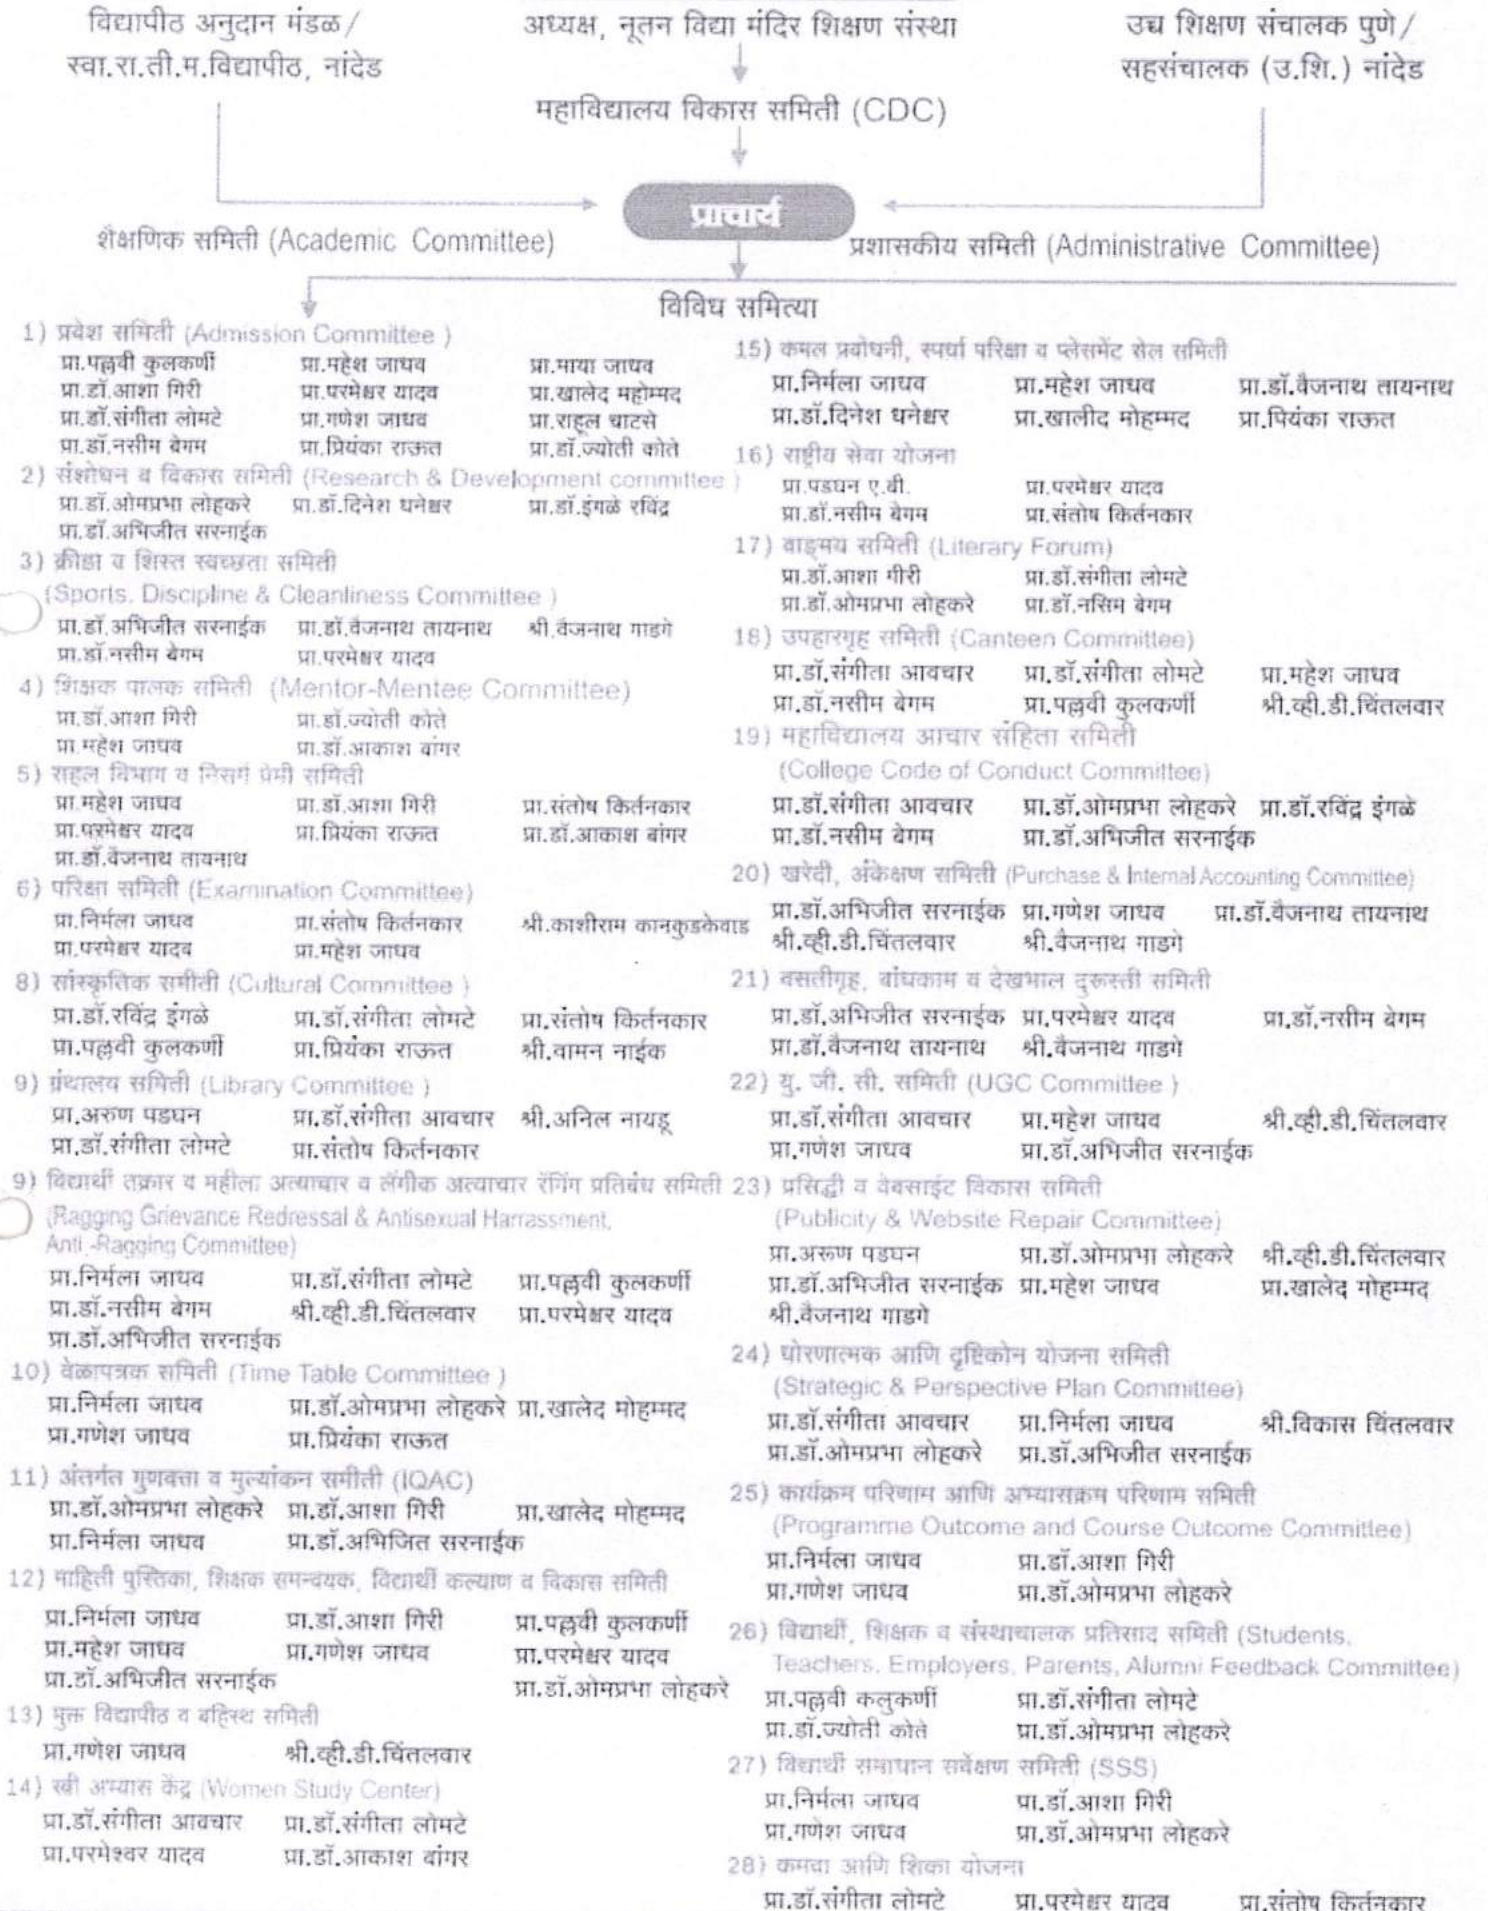 विद्यापीठ अनुदान मंडळ/
स्वा.रा.ती.म.विद्यापीठ, नांदेड
अध्यक्ष, नूतन विद्या मंदिर शिक्षण संस्था
उच्च शिक्षण संचालक पुणे/
सहसंचालक (उ.शि.) नांदेड
महाविद्यालय विकास समिती (CDC)
प्राचार्य
शैक्षणिक समिती (Academic Committee)
प्रशासकीय समिती (Administrative Committee)
विविध समित्या
1) प्रवेश समिती (Admission Committee )
प्रा.पल्लवी कुलकर्णी प्रा.महेश जाधव प्रा.माया जाधव
प्रा.डॉ.आशा गिरी प्रा.परमेश्वर यादव प्रा.खालेद महोम्मद
प्रा.डॉ.संगीता लोमटे प्रा.गणेश जाधव प्रा.राहूल चाटसे
प्रा.डॉ.नसीम बेगम प्रा.प्रियंका राऊत प्रा.डॉ.ज्योती कोते
2) संशोधन व विकास समिती (Research & Development committee )
प्रा.डॉ.ओमप्रभा लोहकरे प्रा.डॉ.दिनेश धनेश्वर प्रा.डॉ.इंगळे रविंद्र
प्रा.डॉ.अभिजीत सरनाईक
3) क्रीडा व शिस्त स्वच्छता समिती
(Sports, Discipline & Cleanliness Committee )
प्रा.डॉ.अभिजीत सरनाईक प्रा.डॉ.वैजनाथ तायनाथ श्री.वैजनाथ गाडगे
प्रा.डॉ.नसीम बेगम प्रा.परमेश्वर यादव
4) शिक्षक पालक समिती (Mentor-Mentee Committee)
प्रा.डॉ.आशा गिरी प्रा.डॉ.ज्योती कोते
प्रा.महेश जाधव प्रा.डॉ.आकाश बांगर
5) सहल विभाग व निसर्ग प्रेमी समिती
प्रा.महेश जाधव प्रा.डॉ.आशा गिरी प्रा.संतोष किर्तनकार
प्रा.परमेश्वर यादव प्रा.प्रियंका राऊत प्रा.डॉ.आकाश बांगर
प्रा.डॉ.वैजनाथ तायनाथ
6) परिक्षा समिती (Examination Committee)
प्रा.निर्मला जाधव प्रा.संतोष किर्तनकार श्री.काशीराम कानकुडकेवाड
प्रा.परमेश्वर यादव प्रा.महेश जाधव
8) सांस्कृतिक समीती (Cultural Committee )
प्रा.डॉ.रविंद्र इंगळे प्रा.डॉ.संगीता लोमटे प्रा.संतोष किर्तनकार
प्रा.पल्लवी कुलकर्णी प्रा.प्रियंका राऊत श्री.वामन नाईक
9) ग्रंथालय समिती (Library Committee )
प्रा.अरुण पडघन प्रा.डॉ.संगीता आवचार श्री.अनिल नायडू
प्रा.डॉ.संगीता लोमटे प्रा.संतोष किर्तनकार
9) विद्यार्थी तक्रार व महीला अत्याचार व लैंगीक अत्याचार रॅगिंग प्रतिबंध समिती
(Ragging Grievance Redressal & Antisexual Harrassment,
Anti -Ragging Committee)
प्रा.निर्मला जाधव प्रा.डॉ.संगीता लोमटे प्रा.पल्लवी कुलकर्णी
प्रा.डॉ.नसीम बेगम श्री.व्ही.डी.चिंतलवार प्रा.परमेश्वर यादव
प्रा.डॉ.अभिजीत सरनाईक
10) वेळापत्रक समिती (Time Table Committee )
प्रा.निर्मला जाधव प्रा.डॉ.ओमप्रभा लोहकरे प्रा.खालेद मोहम्मद
प्रा.गणेश जाधव प्रा.प्रियंका राऊत
11) अंतर्गत गुणवत्ता व मुल्यांकन समीती (IQAC)
प्रा.डॉ.ओमप्रभा लोहकरे प्रा.डॉ.आशा गिरी प्रा.खालेद मोहम्मद
प्रा.निर्मला जाधव प्रा.डॉ.अभिजित सरनाईक
12) माहिती पुस्तिका, शिक्षक समन्वयक, विद्यार्थी कल्याण व विकास समिती
प्रा.निर्मला जाधव प्रा.डॉ.आशा गिरी प्रा.पल्लवी कुलकर्णी
प्रा.महेश जाधव प्रा.गणेश जाधव प्रा.परमेश्वर यादव
प्रा.डॉ.अभिजीत सरनाईक प्रा.डॉ.ओमप्रभा लोहकरे
13) मुक्त विद्यापीठ व बहिस्थ समिती
प्रा.गणेश जाधव श्री.व्ही.डी.चिंतलवार
14) स्त्री अभ्यास केंद्र (Women Study Center)
प्रा.डॉ.संगीता आवचार प्रा.डॉ.संगीता लोमटे
प्रा.परमेश्वर यादव प्रा.डॉ.आकाश बांगर
15) कमल प्रबोधनी, स्पर्धा परिक्षा व प्लेसमेंट सेल समिती
प्रा.निर्मला जाधव प्रा.महेश जाधव प्रा.डॉ.वैजनाथ तायनाथ
प्रा.डॉ.दिनेश धनेश्वर प्रा.खालीद मोहम्मद प्रा.पियंका राऊत
16) राष्ट्रीय सेवा योजना
प्रा.पडघन ए.बी. प्रा.परमेश्वर यादव
प्रा.डॉ.नसीम बेगम प्रा.संतोष किर्तनकार
17) वाङ्मय समिती (Literary Forum)
प्रा.डॉ.आशा गीरी प्रा.डॉ.संगीता लोमटे
प्रा.डॉ.ओमप्रभा लोहकरे प्रा.डॉ.नसिम बेगम
18) उपहारगृह समिती (Canteen Committee)
प्रा.डॉ.संगीता आवचार प्रा.डॉ.संगीता लोमटे प्रा.महेश जाधव
प्रा.डॉ.नसीम बेगम प्रा.पल्लवी कुलकर्णी श्री.व्ही.डी.चिंतलवार
19) महाविद्यालय आचार संहिता समिती
(College Code of Conduct Committee)
प्रा.डॉ.संगीता आवचार प्रा.डॉ.ओमप्रभा लोहकरे प्रा.डॉ.रविंद्र इंगळे
प्रा.डॉ.नसीम बेगम प्रा.डॉ.अभिजीत सरनाईक
20) खरेदी, अंकेक्षण समिती (Purchase & Internal Accounting Committee)
प्रा.डॉ.अभिजीत सरनाईक प्रा.गणेश जाधव प्रा.डॉ.वैजनाथ तायनाथ
श्री.व्ही.डी.चिंतलवार श्री.वैजनाथ गाडगे
21) वसतीगृह, बांधकाम व देखभाल दुरूस्ती समिती
प्रा.डॉ.अभिजीत सरनाईक प्रा.परमेश्वर यादव प्रा.डॉ.नसीम बेगम
प्रा.डॉ.वैजनाथ तायनाथ श्री.वैजनाथ गाडगे
22) यु. जी. सी. समिती (UGC Committee )
प्रा.डॉ.संगीता आवचार प्रा.महेश जाधव श्री.व्ही.डी.चिंतलवार
प्रा.गणेश जाधव प्रा.डॉ.अभिजीत सरनाईक
23) प्रसिद्धी व वेबसाईट विकास समिती
(Publicity & Website Repair Committee)
प्रा.अरूण पडघन प्रा.डॉ.ओमप्रभा लोहकरे श्री.व्ही.डी.चिंतलवार
प्रा.डॉ.अभिजीत सरनाईक प्रा.महेश जाधव प्रा.खालेद मोहम्मद
श्री.वैजनाथ गाडगे
24) धोरणात्मक आणि दृष्टिकोन योजना समिती
(Strategic & Perspective Plan Committee)
प्रा.डॉ.संगीता आवचार प्रा.निर्मला जाधव श्री.विकास चिंतलवार
प्रा.डॉ.ओमप्रभा लोहकरे प्रा.डॉ.अभिजीत सरनाईक
25) कार्यक्रम परिणाम आणि अभ्यासक्रम परिणाम समिती
(Programme Outcome and Course Outcome Committee)
प्रा.निर्मला जाधव प्रा.डॉ.आशा गिरी
प्रा.गणेश जाधव प्रा.डॉ.ओमप्रभा लोहकरे
26) विद्यार्थी, शिक्षक व संस्थाचालक प्रतिसाद समिती (Students,
Teachers, Employers, Parents, Alumni Feedback Committee)
प्रा.पल्लवी कलुकर्णी प्रा.डॉ.संगीता लोमटे
प्रा.डॉ.ज्योती कोते प्रा.डॉ.ओमप्रभा लोहकरे
27) विद्यार्थी समाधान सर्वेक्षण समिती (SSS)
प्रा.निर्मला जाधव प्रा.डॉ.आशा गिरी
प्रा.गणेश जाधव प्रा.डॉ.ओमप्रभा लोहकरे
28) कमवा आणि शिका योजना
प्रा.डॉ.संगीता लोमटे प्रा.परमेश्वर यादव प्रा.संतोष किर्तनकार